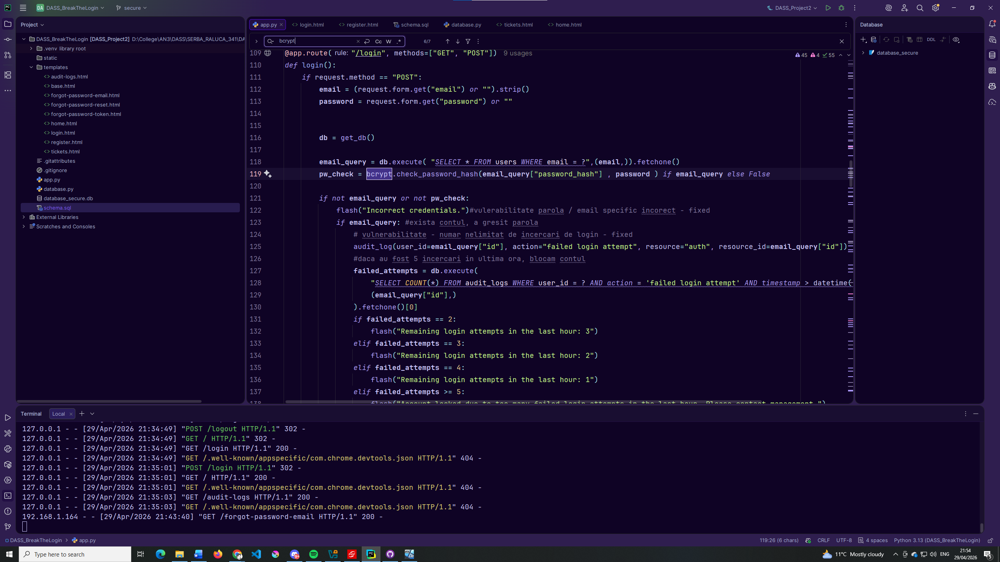 DA DASS_BreakTheLogin
secure
DASS_Project2
Project
DASS_BreakTheLogin [DASS_Project2] D:\College\AN3\DASS\SERBA_RALUCA_341\DA
.venv library root
static
templates
audit-logs.html
base.html
forgot-password-email.html
forgot-password-reset.html
forgot-password-token.html
home.html
login.html
register.html
tickets.html
.gitattributes
.gitignore
app.py
database.py
database_secure.db
schema.sql
External Libraries
Scratches and Consoles
app.py login.html register.html schema.sql database.py tickets.html home.html
bcrypt Cc W .* 6/7
45 4 55
109 @app.route( rule: "/login", methods=["GET", "POST"]) 9 usages
110 def login():
111 if request.method == "POST":
112 email = (request.form.get("email") or "").strip()
113 password = request.form.get("password") or ""
114
115
116 db = get_db()
117
118 email_query = db.execute( "SELECT * FROM users WHERE email = ?",(email,)).fetchone()
119 pw_check = bcrypt.check_password_hash(email_query["password_hash"] , password ) if email_query else False
120
121 if not email_query or not pw_check:
122 flash("Incorrect credentials.")#vulerabilitate parola / email specific incorect - fixed
123 if email_query: #exista contul, a gresit parola
124 # vulnerabilitate - numar nelimitat de incercari de login - fixed
125 audit_log(user_id=email_query["id"], action="failed login attempt", resource="auth", resource_id=email_query["id"])
126 #daca au fost 5 incercari in ultima ora, blocam contul
127 failed_attempts = db.execute(
128 "SELECT COUNT(*) FROM audit_logs WHERE user_id = ? AND action = 'failed login attempt' AND timestamp > datetime(
129 (email_query["id"],)
130 ).fetchone()[0]
131 if failed_attempts == 2:
132 flash("Remaining login attempts in the last hour: 3")
133 elif failed_attempts == 3:
134 flash("Remaining login attempts in the last hour: 2")
135 elif failed_attempts == 4:
136 flash("Remaining login attempts in the last hour: 1")
137 elif failed_attempts >= 5:
138 flash("Account locked due to too many failed login attempts in the last hour. Please contact management.")
Database
DDL
database_secure
Terminal Local
127.0.0.1 - - [29/Apr/2026 21:34:49] "POST /logout HTTP/1.1" 302 -
127.0.0.1 - - [29/Apr/2026 21:34:49] "GET / HTTP/1.1" 302 -
127.0.0.1 - - [29/Apr/2026 21:34:49] "GET /login HTTP/1.1" 200 -
127.0.0.1 - - [29/Apr/2026 21:34:49] "GET /.well-known/appspecific/com.chrome.devtools.json HTTP/1.1" 404 -
127.0.0.1 - - [29/Apr/2026 21:35:01] "POST /login HTTP/1.1" 302 -
127.0.0.1 - - [29/Apr/2026 21:35:01] "GET / HTTP/1.1" 200 -
127.0.0.1 - - [29/Apr/2026 21:35:01] "GET /.well-known/appspecific/com.chrome.devtools.json HTTP/1.1" 404 -
127.0.0.1 - - [29/Apr/2026 21:35:03] "GET /audit-logs HTTP/1.1" 200 -
127.0.0.1 - - [29/Apr/2026 21:35:03] "GET /.well-known/appspecific/com.chrome.devtools.json HTTP/1.1" 404 -
192.168.1.164 - - [29/Apr/2026 21:43:40] "GET /forgot-password-email HTTP/1.1" 200 -
DASS_BreakTheLogin app.py
119:26 (6 chars) CRLF UTF-8 4 spaces Python 3.13 (DASS_BreakTheLogin)
Type here to search
11°C Mostly cloudy
ENG
21:54
29/04/2026
5